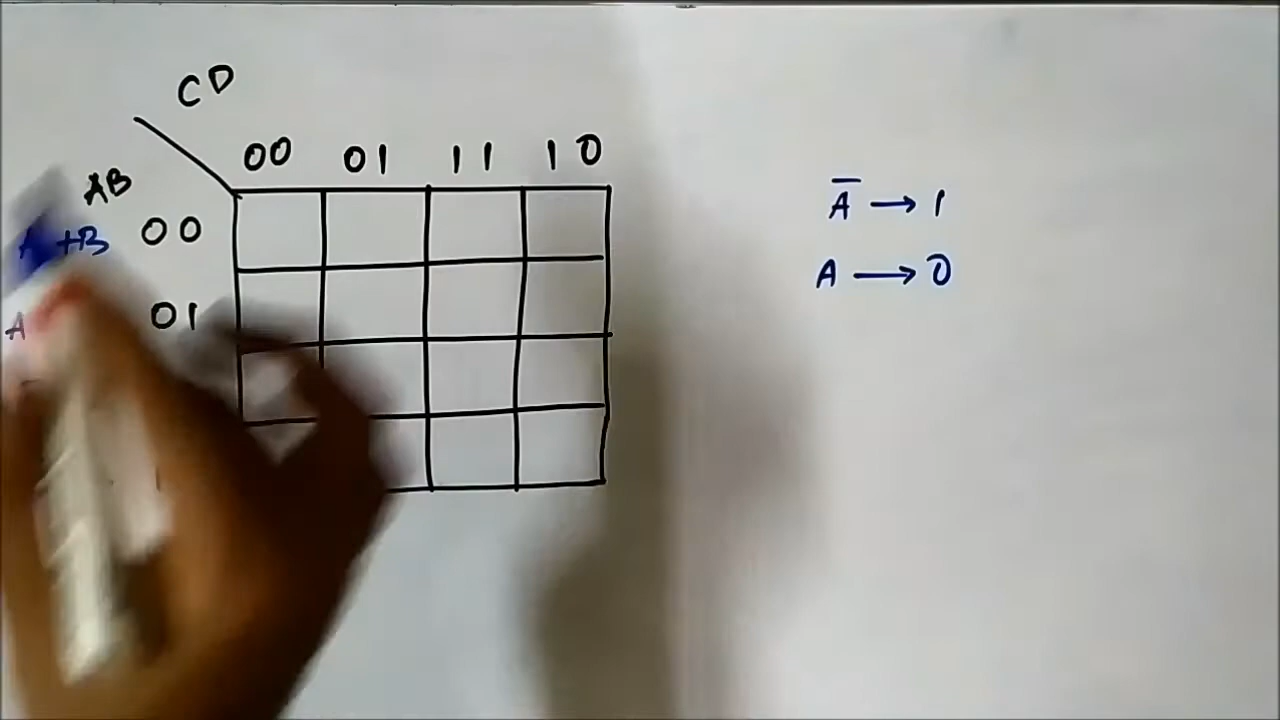 CD
00 01 11 10
AB
+B 00
A 01
A̅ → 1
A → 0